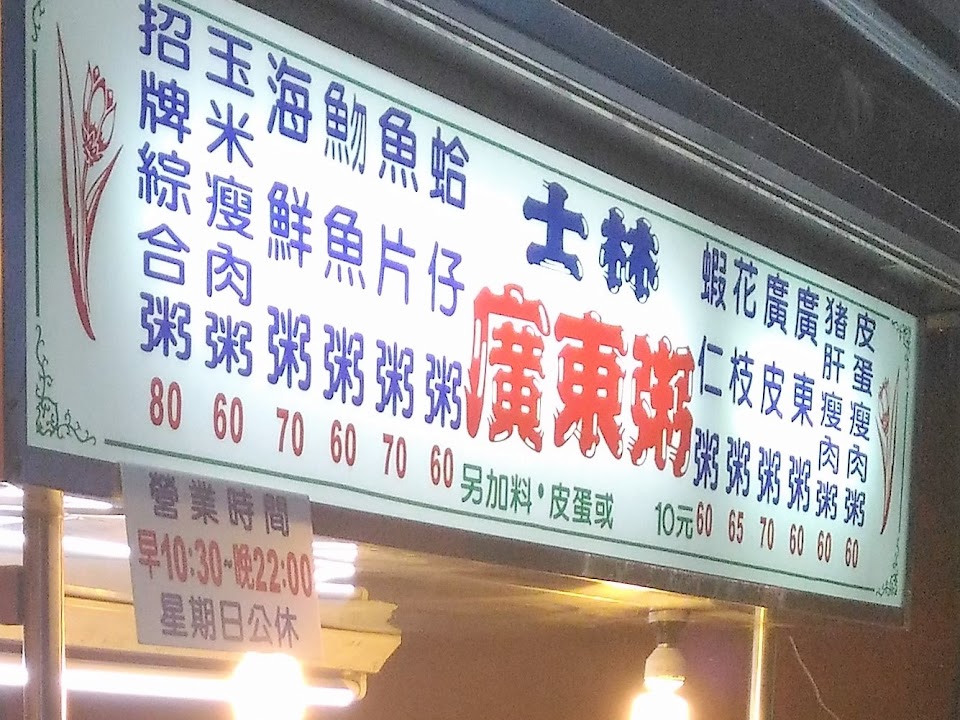 招牌綜合粥 80
玉米瘦肉粥 60
海鮮粥 70
魩魚粥 60
魚片粥 70
蛤仔粥 60
士林
廣東粥
另加料・皮蛋或 10元
蝦仁粥 60
花枝粥 65
廣皮粥 70
廣東粥 60
猪肝瘦肉粥 60
皮蛋瘦肉粥 60
營業時間
早10:30~晚22:00
星期日公休